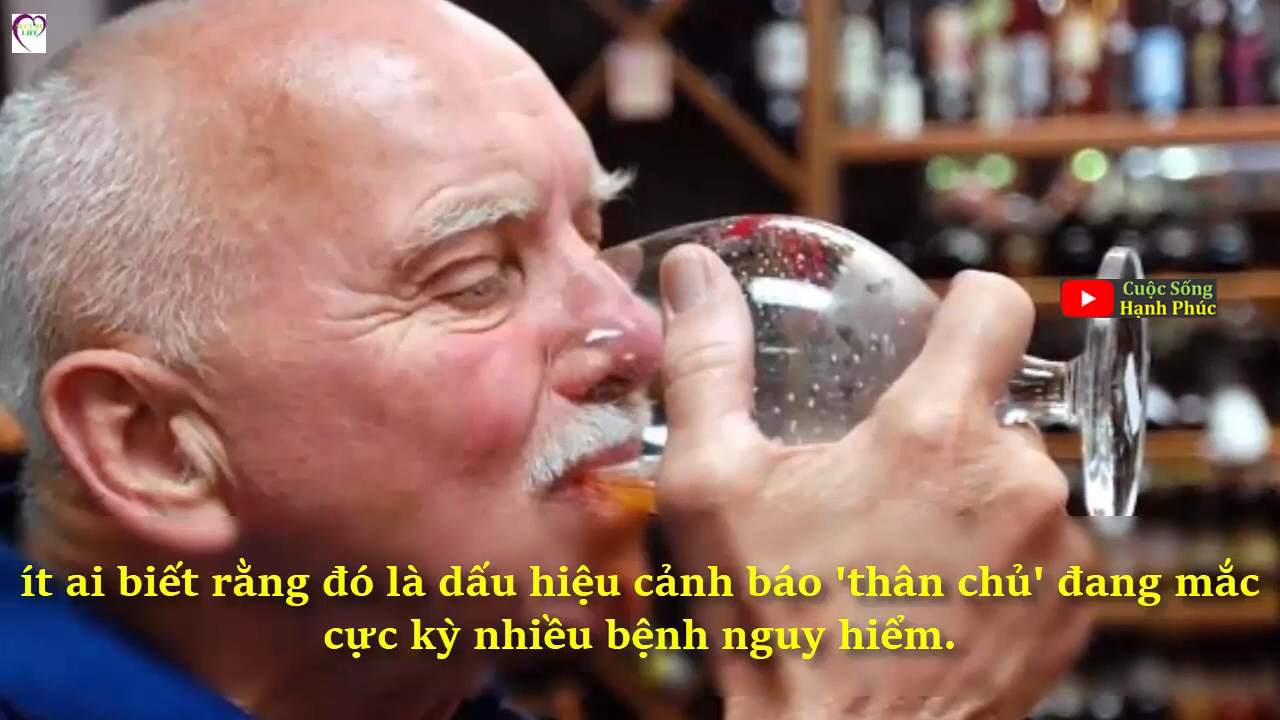 LIFE
Cuộc Sống
Hạnh Phúc
ít ai biết rằng đó là dấu hiệu cảnh báo 'thân chủ' đang mắc
cực kỳ nhiều bệnh nguy hiểm.